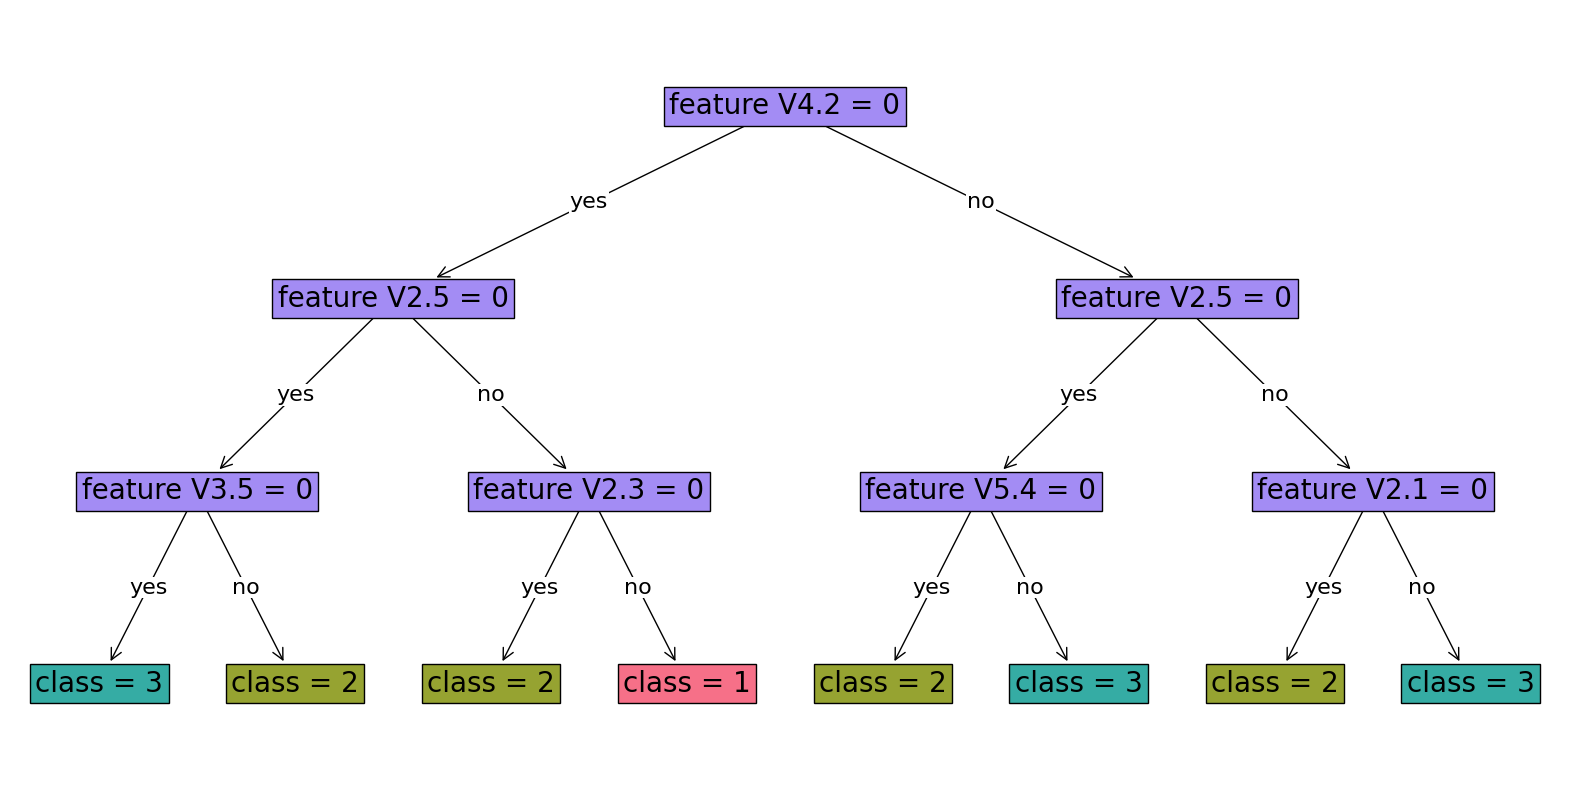 feature V4.2 = 0
yes
no
feature V2.5 = 0
feature V2.5 = 0
yes
no
yes
no
feature V3.5 = 0
feature V2.3 = 0
feature V5.4 = 0
feature V2.1 = 0
yes
no
yes
no
yes
no
yes
no
class = 3
class = 2
class = 2
class = 1
class = 2
class = 3
class = 2
class = 3